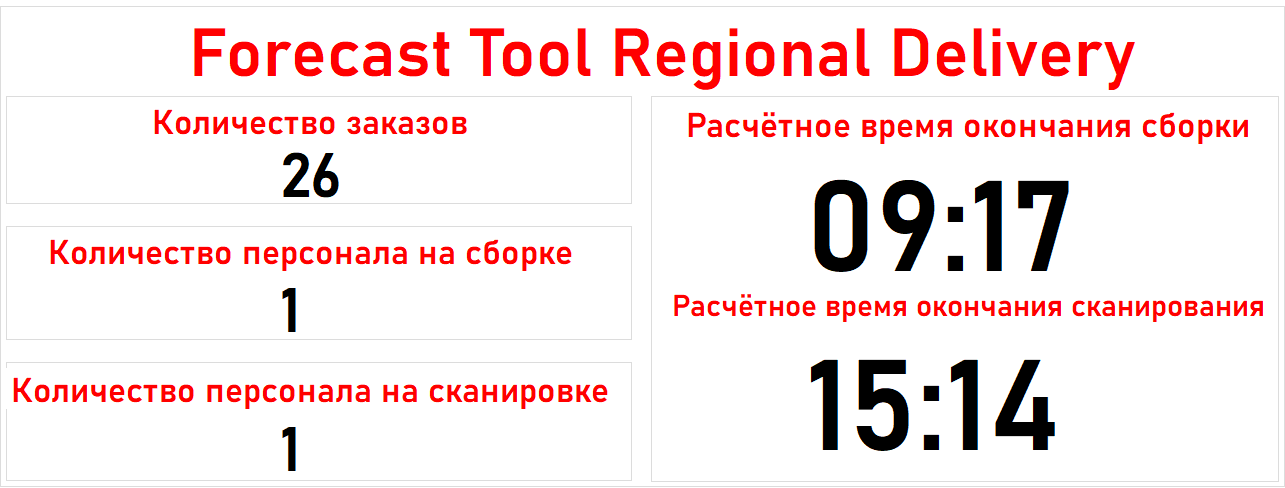 Forecast Tool Regional Delivery
Количество заказов
26
Количество персонала на сборке
1
Количество персонала на сканировке
1
Расчётное время окончания сборки
09:17
Расчётное время окончания сканирования
15:14